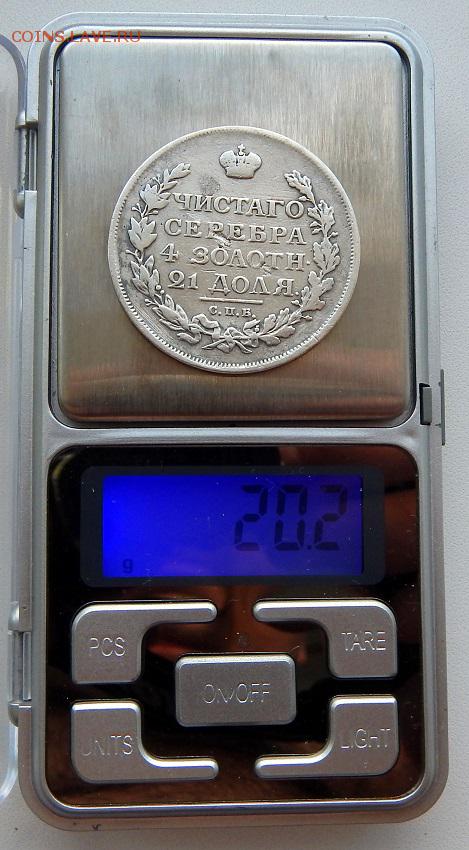 COINS.LAVE.RU
ЧИСТАГО
СЕРЕБРА
4 ЗОЛОТН.
21 ДОЛЯ.
С.П.Б.
20.2
g
PCS
TARE
ON/OFF
UNITS
LIGHT